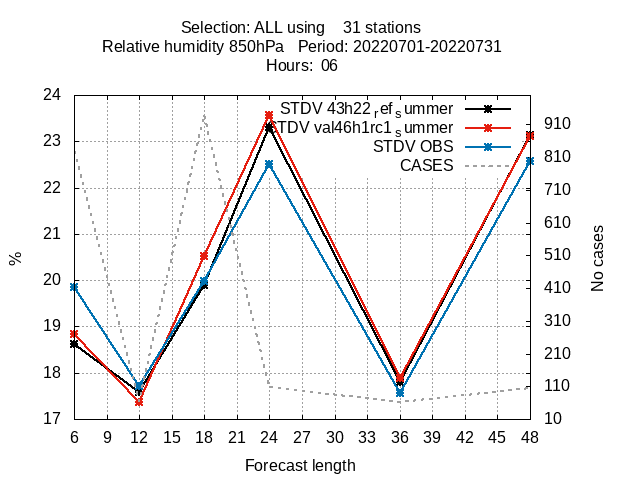 Selection: ALL using    31 stations
Relative humidity 850hPa   Period: 20220701-20220731
Hours:  06
STDV 43h22_ref_summer
STDV val46h1rc1_summer
STDV OBS
CASES
24
23
22
21
20
19
18
17
%
910
810
710
610
510
410
310
210
110
10
No cases
6 9 12 15 18 21 24 27 30 33 36 39 42 45 48
Forecast length